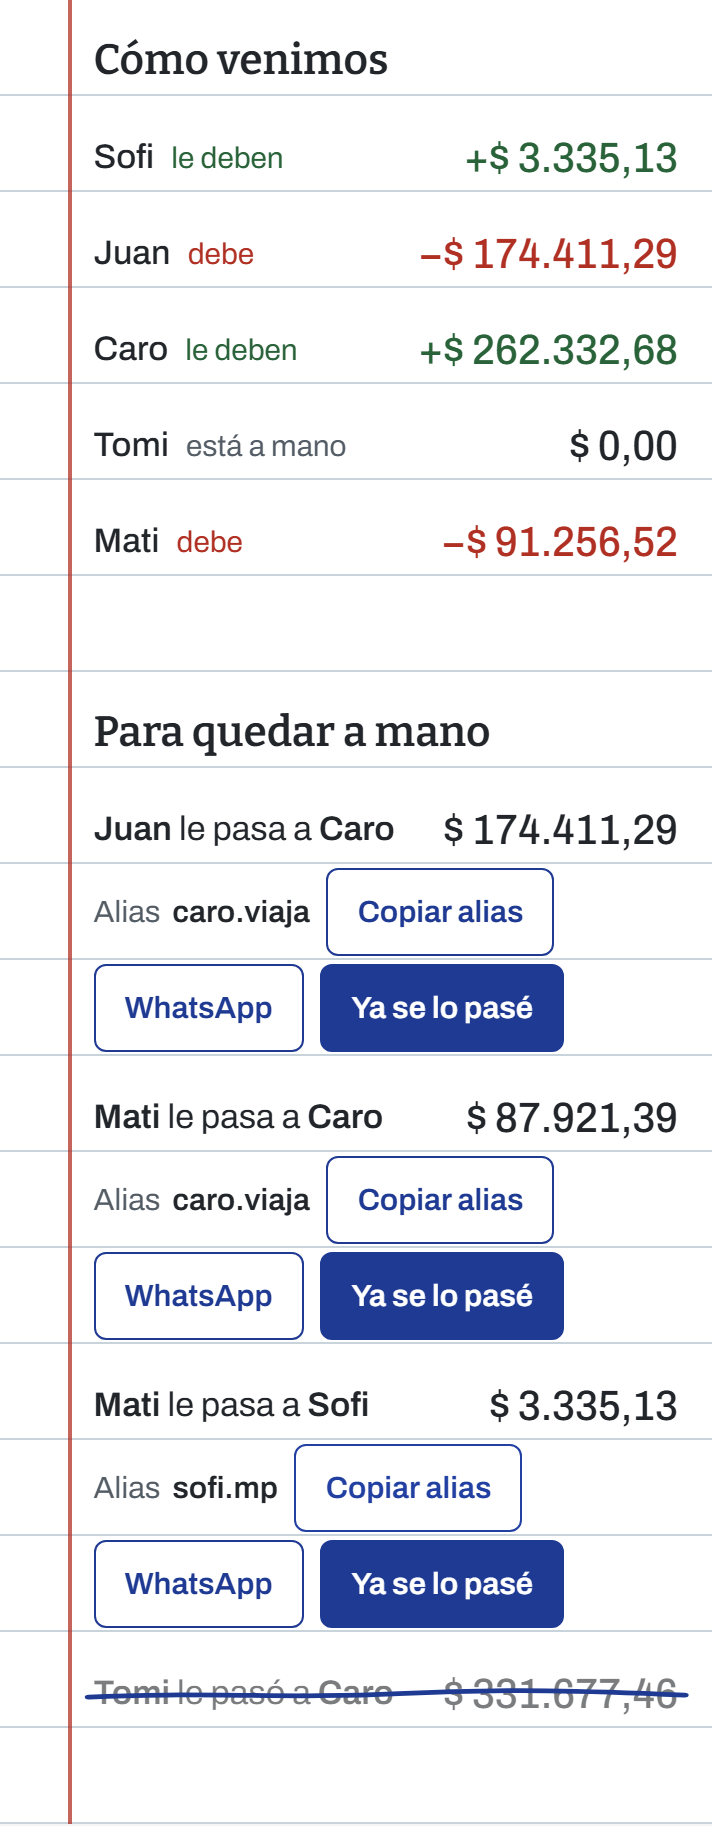 Cómo venimos
Sofi le deben +$ 3.335,13
Juan debe −$ 174.411,29
Caro le deben +$ 262.332,68
Tomi está a mano $ 0,00
Mati debe −$ 91.256,52
Para quedar a mano
Juan le pasa a Caro $ 174.411,29
Alias caro.viaja Copiar alias
WhatsApp Ya se lo pasé
Mati le pasa a Caro $ 87.921,39
Alias caro.viaja Copiar alias
WhatsApp Ya se lo pasé
Mati le pasa a Sofi $ 3.335,13
Alias sofi.mp Copiar alias
WhatsApp Ya se lo pasé
Tomi le pasó a Caro $ 331.677,46